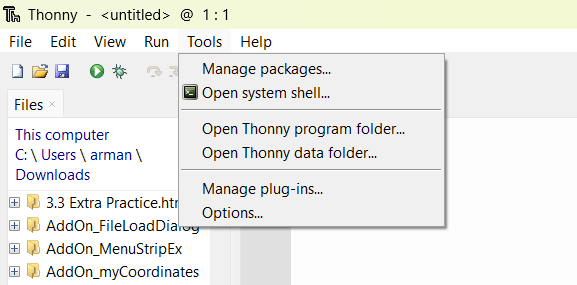 Thonny - <untitled> @ 1 : 1
File Edit View Run Tools Help
Manage packages...
Open system shell...
Open Thonny program folder...
Open Thonny data folder...
Manage plug-ins...
Options...
Files
This computer
C: \ Users \ arman \
Downloads
3.3 Extra Practice.htm
AddOn_FileLoadDialog
AddOn_MenuStripEx
AddOn_myCoordinates